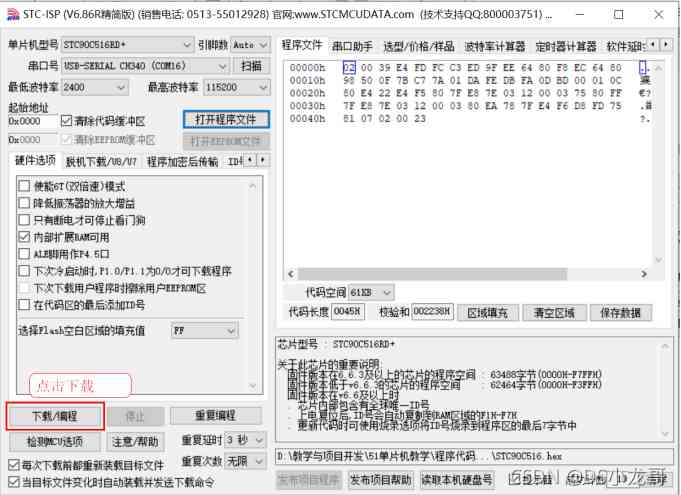 STC-ISP (V6.86R精简版) (销售电话: 0513-55012928) 官网:www.STCMCUDATA.com (技术支持QQ:800003751) ...
单片机型号 STC90C516RD+ 引脚数 Auto
串口号 USB-SERIAL CH340 (COM16) 扫描
最低波特率 2400 最高波特率 115200
起始地址
0x0000 清除代码缓冲区 打开程序文件
0x0000 清除EEPROM缓冲区 打开EEPROM文件
硬件选项 脱机下载/U8/U7 程序加密后传输
使能6T(双倍速)模式
降低振荡器的放大增益
只有断电才可停止看门狗
内部扩展RAM可用
ALE脚用作P4.5口
下次冷启动时,P1.0/P1.1为0/0才可下载程序
下次下载用户程序时擦除用户EEPROM区
在代码区的最后添加ID号
选择Flash空白区域的填充值 FF
点击下载
下载/编程 停止 重复编程
检测MCU选项 注意/帮助 重复延时 3 秒
重复次数 无限
每次下载前都重新装载目标文件
当目标文件变化时自动装载并发送下载命令
程序文件 串口助手 选型/价格/样品 波特率计算器 定时器计算器 软件延时
00000h 02 00 39 E4 FD FC C3 ED 9F EE 64 80 F8 EC 64 80
00010h 98 50 0F 7B C7 7A 01 DA FE DB FA 0D BD 00 01 0C
00020h 80 E4 22 E4 F5 80 7F E8 7E 03 12 00 03 75 80 FF
00030h 7F E8 7E 03 12 00 03 80 EA 78 7F E4 F6 D8 FD 75
00040h 81 07 02 00 23
代码空间 61KB
代码长度 0045H 校验和 002238H 区域填充 清空区域 保存数据
芯片型号 : STC90C516RD+
关于此芯片的重要说明:
固件版本在6.6.3及以上的芯片的程序空间 : 63488字节(0000H-F7FFH)
固件版本低于v6.6.3的芯片的程序空间 : 62464字节(0000H-F3FFH)
固件版本在v6.6及以上时
. 芯片内部包含有全球唯一ID号
. 上电复位后,ID号会自动复制到RAM区域的F1H-F7H
. 重新代码时可使用烧录选项将ID号烧录到程序区的最后7字节中
D:\教学与项目开发\51单片机教学\程序代码...\STC90C516.hex
发布项目程序 发布项目帮助 读取本机硬盘号
CSDN @DS小龙哥